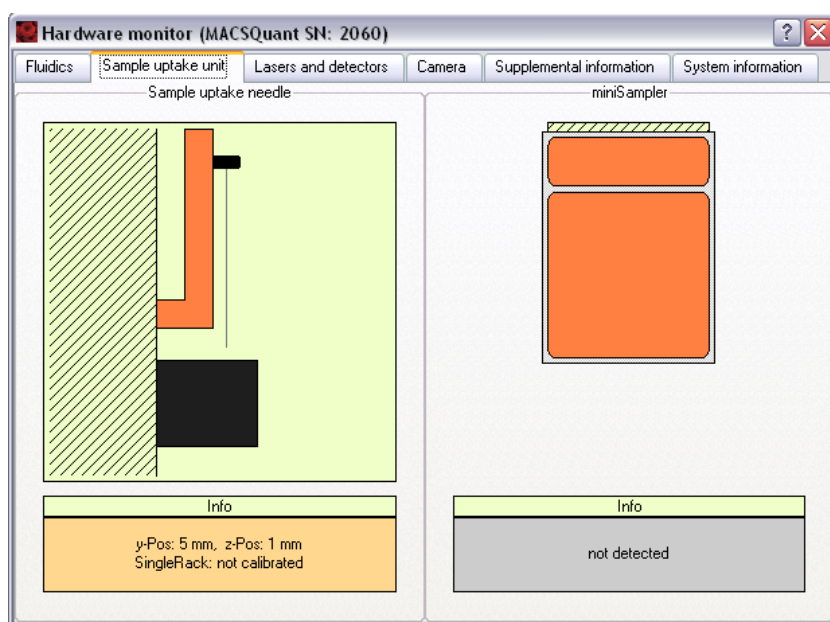 Hardware monitor (MACSQuant SN: 2060)
?
Fluidics
Sample uptake unit
Lasers and detectors
Camera
Supplemental information
System information
Sample uptake needle
miniSampler
Info
y-Pos: 5 mm, z-Pos: 1 mm
SingleRack: not calibrated
Info
not detected